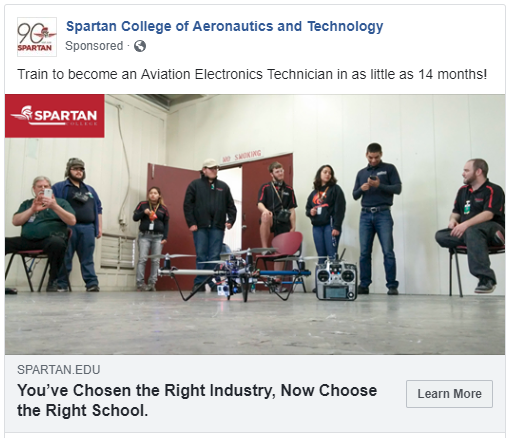 90
SPARTAN
Spartan College of Aeronautics and Technology
Sponsored ·
Train to become an Aviation Electronics Technician in as little as 14 months!
SPARTAN
COLLEGE
NO SMOKING
SPARTAN.EDU
You’ve Chosen the Right Industry, Now Choose
the Right School.
Learn More